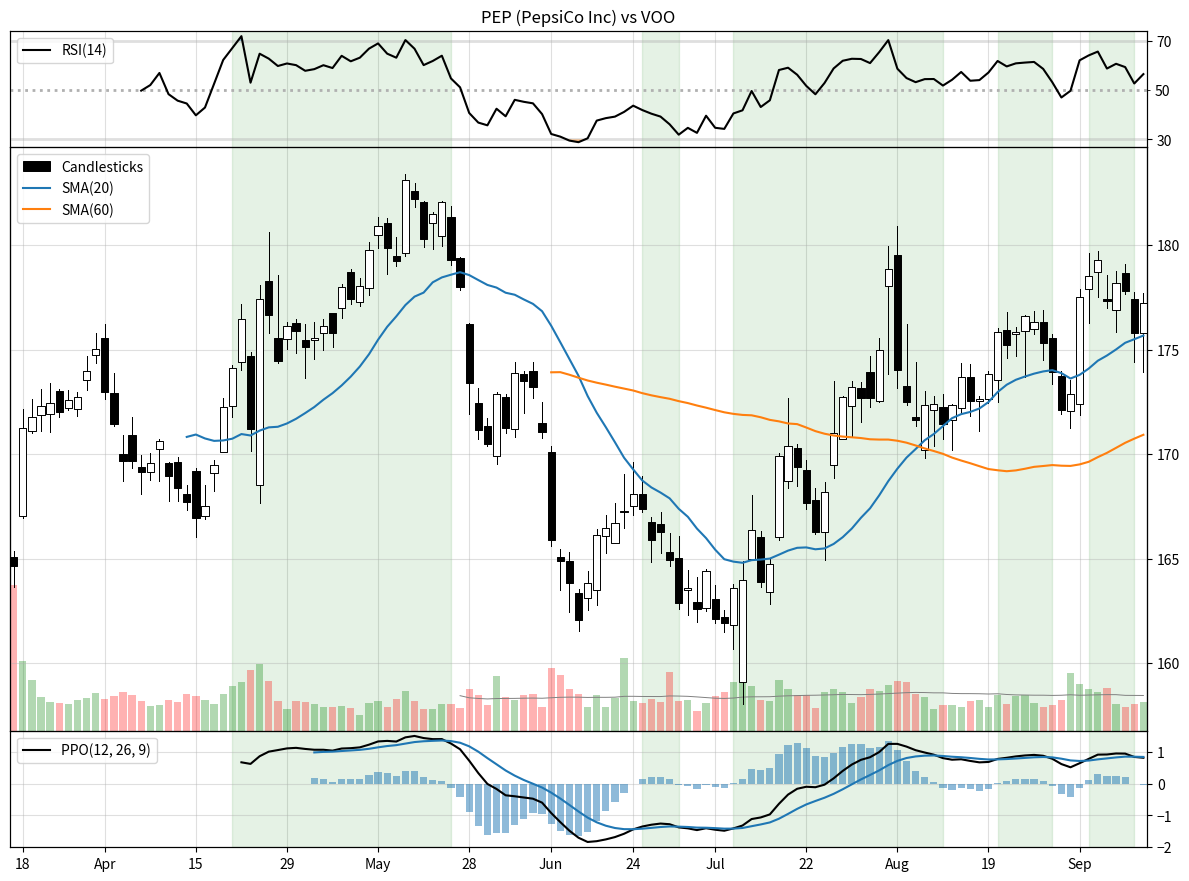 PEP (PepsiCo Inc) vs VOO
RSI(14)
70
50
30
Candlesticks
SMA(20)
SMA(60)
180
175
170
165
160
PPO(12, 26, 9)
1
0
−1
−2
18 Apr 15 29 May 28 Jun 24 Jul 22 Aug 19 Sep